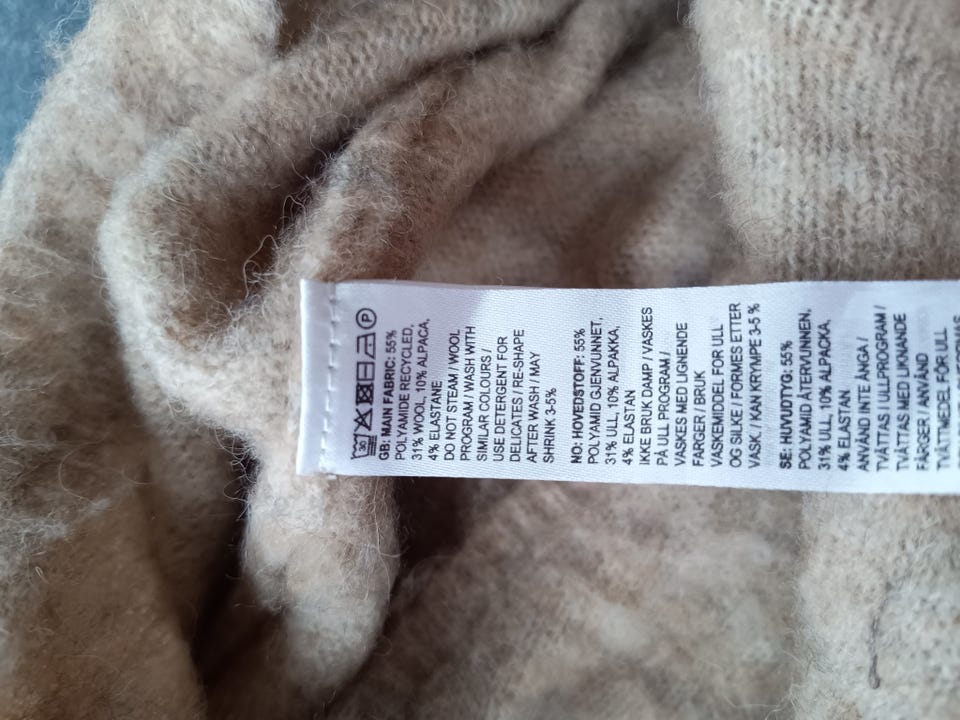 30
P
GB: MAIN FABRIC: 55%
POLYAMIDE RECYCLED,
31% WOOL, 10% ALPACA,
4% ELASTANE
DO NOT STEAM / WOOL
PROGRAM / WASH WITH
SIMILAR COLOURS /
USE DETERGENT FOR
DELICATES / RE-SHAPE
AFTER WASH / MAY
SHRINK 3-5%
NO: HOVEDSTOFF: 55%
POLYAMID GJENVUNNET,
31% ULL, 10% ALPAKKA,
4% ELASTAN
IKKE BRUK DAMP / VASKES
PÅ ULL PROGRAM /
VASKES MED LIGNENDE
FARGER / BRUK
VASKEMIDDEL FOR ULL
OG SILKE / FORMES ETTER
VASK / KAN KRYMPE 3-5 %
SE: HUVUDTYG: 55%
POLYAMID ÅTERVUNNEN,
31% ULL, 10% ALPACKA,
4% ELASTAN
ANVÄND INTE ÅNGA /
TVÄTTAS I ULLPROGRAM /
TVÄTTAS MED LIKNANDE
FÄRGER / ANVÄND
TVÄTTMEDEL FÖR ULL